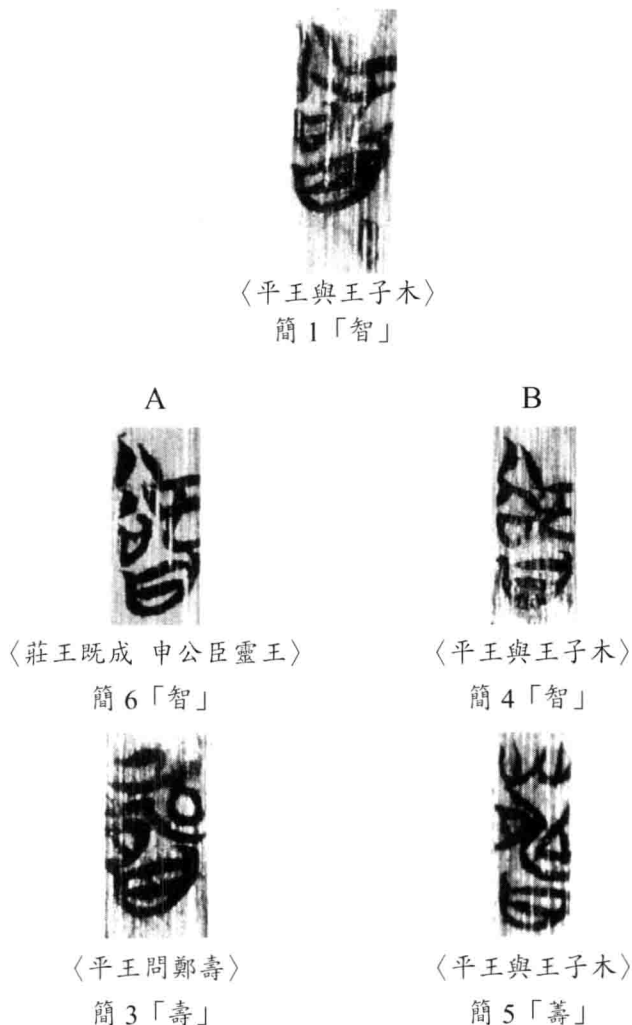 〈平王與王子木〉
簡 1「智」
A
B
〈莊王既成 申公臣靈王〉
〈平王與王子木〉
簡 6「智」
簡 4「智」
〈平王問鄭壽〉
〈平王與王子木〉
簡 3「壽」
簡 5「𦻒」